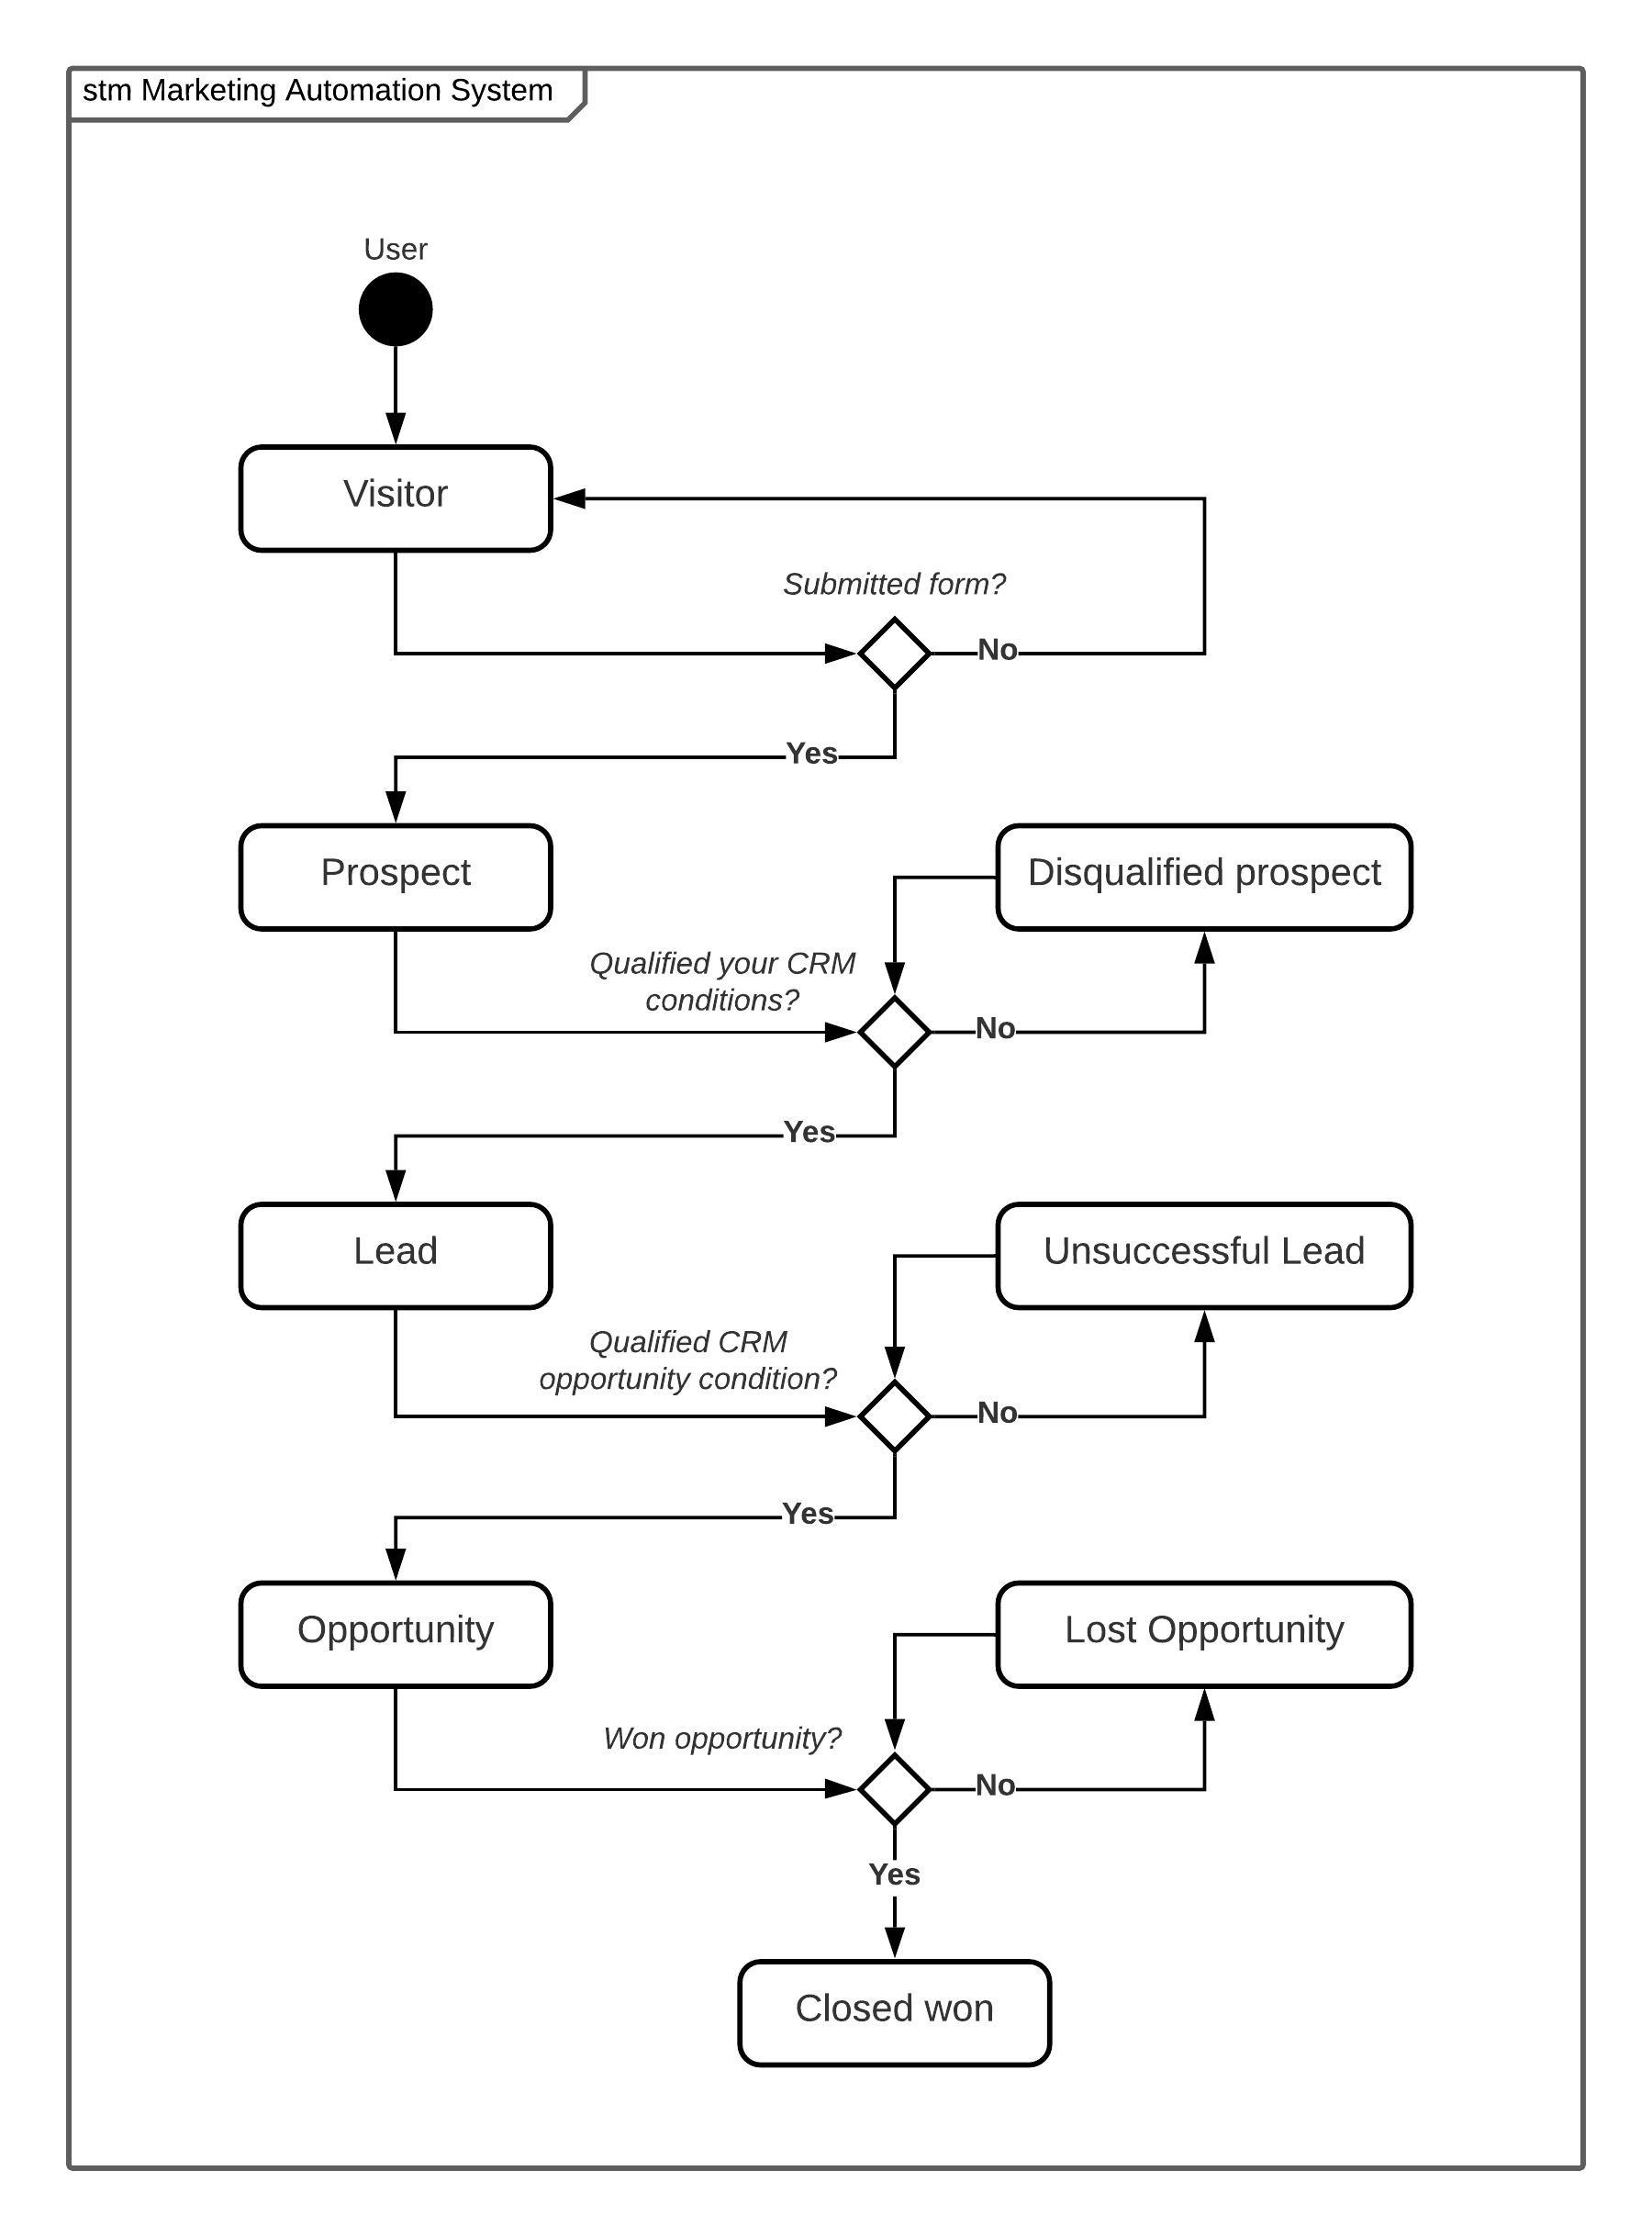 stm Marketing Automation System
User
Visitor
Submitted form?
No
Yes
Prospect
Disqualified prospect
Qualified your CRM
conditions?
No
Yes
Lead
Unsuccessful Lead
Qualified CRM
opportunity condition?
No
Yes
Opportunity
Lost Opportunity
Won opportunity?
No
Yes
Closed won